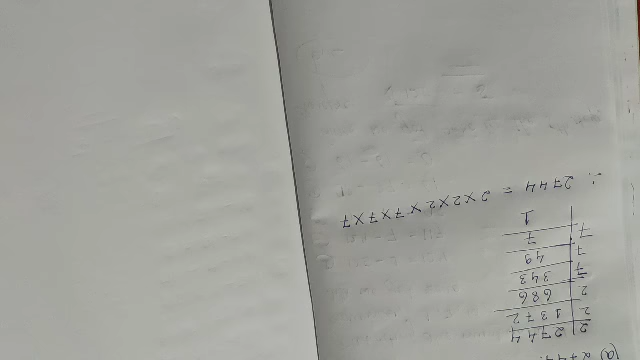 (a) 2744
2 | 2744
2 | 1372
2 | 686
7 | 343
7 | 49
7 | 7
1
∴ 2744 = 2×2×2×7×7×7